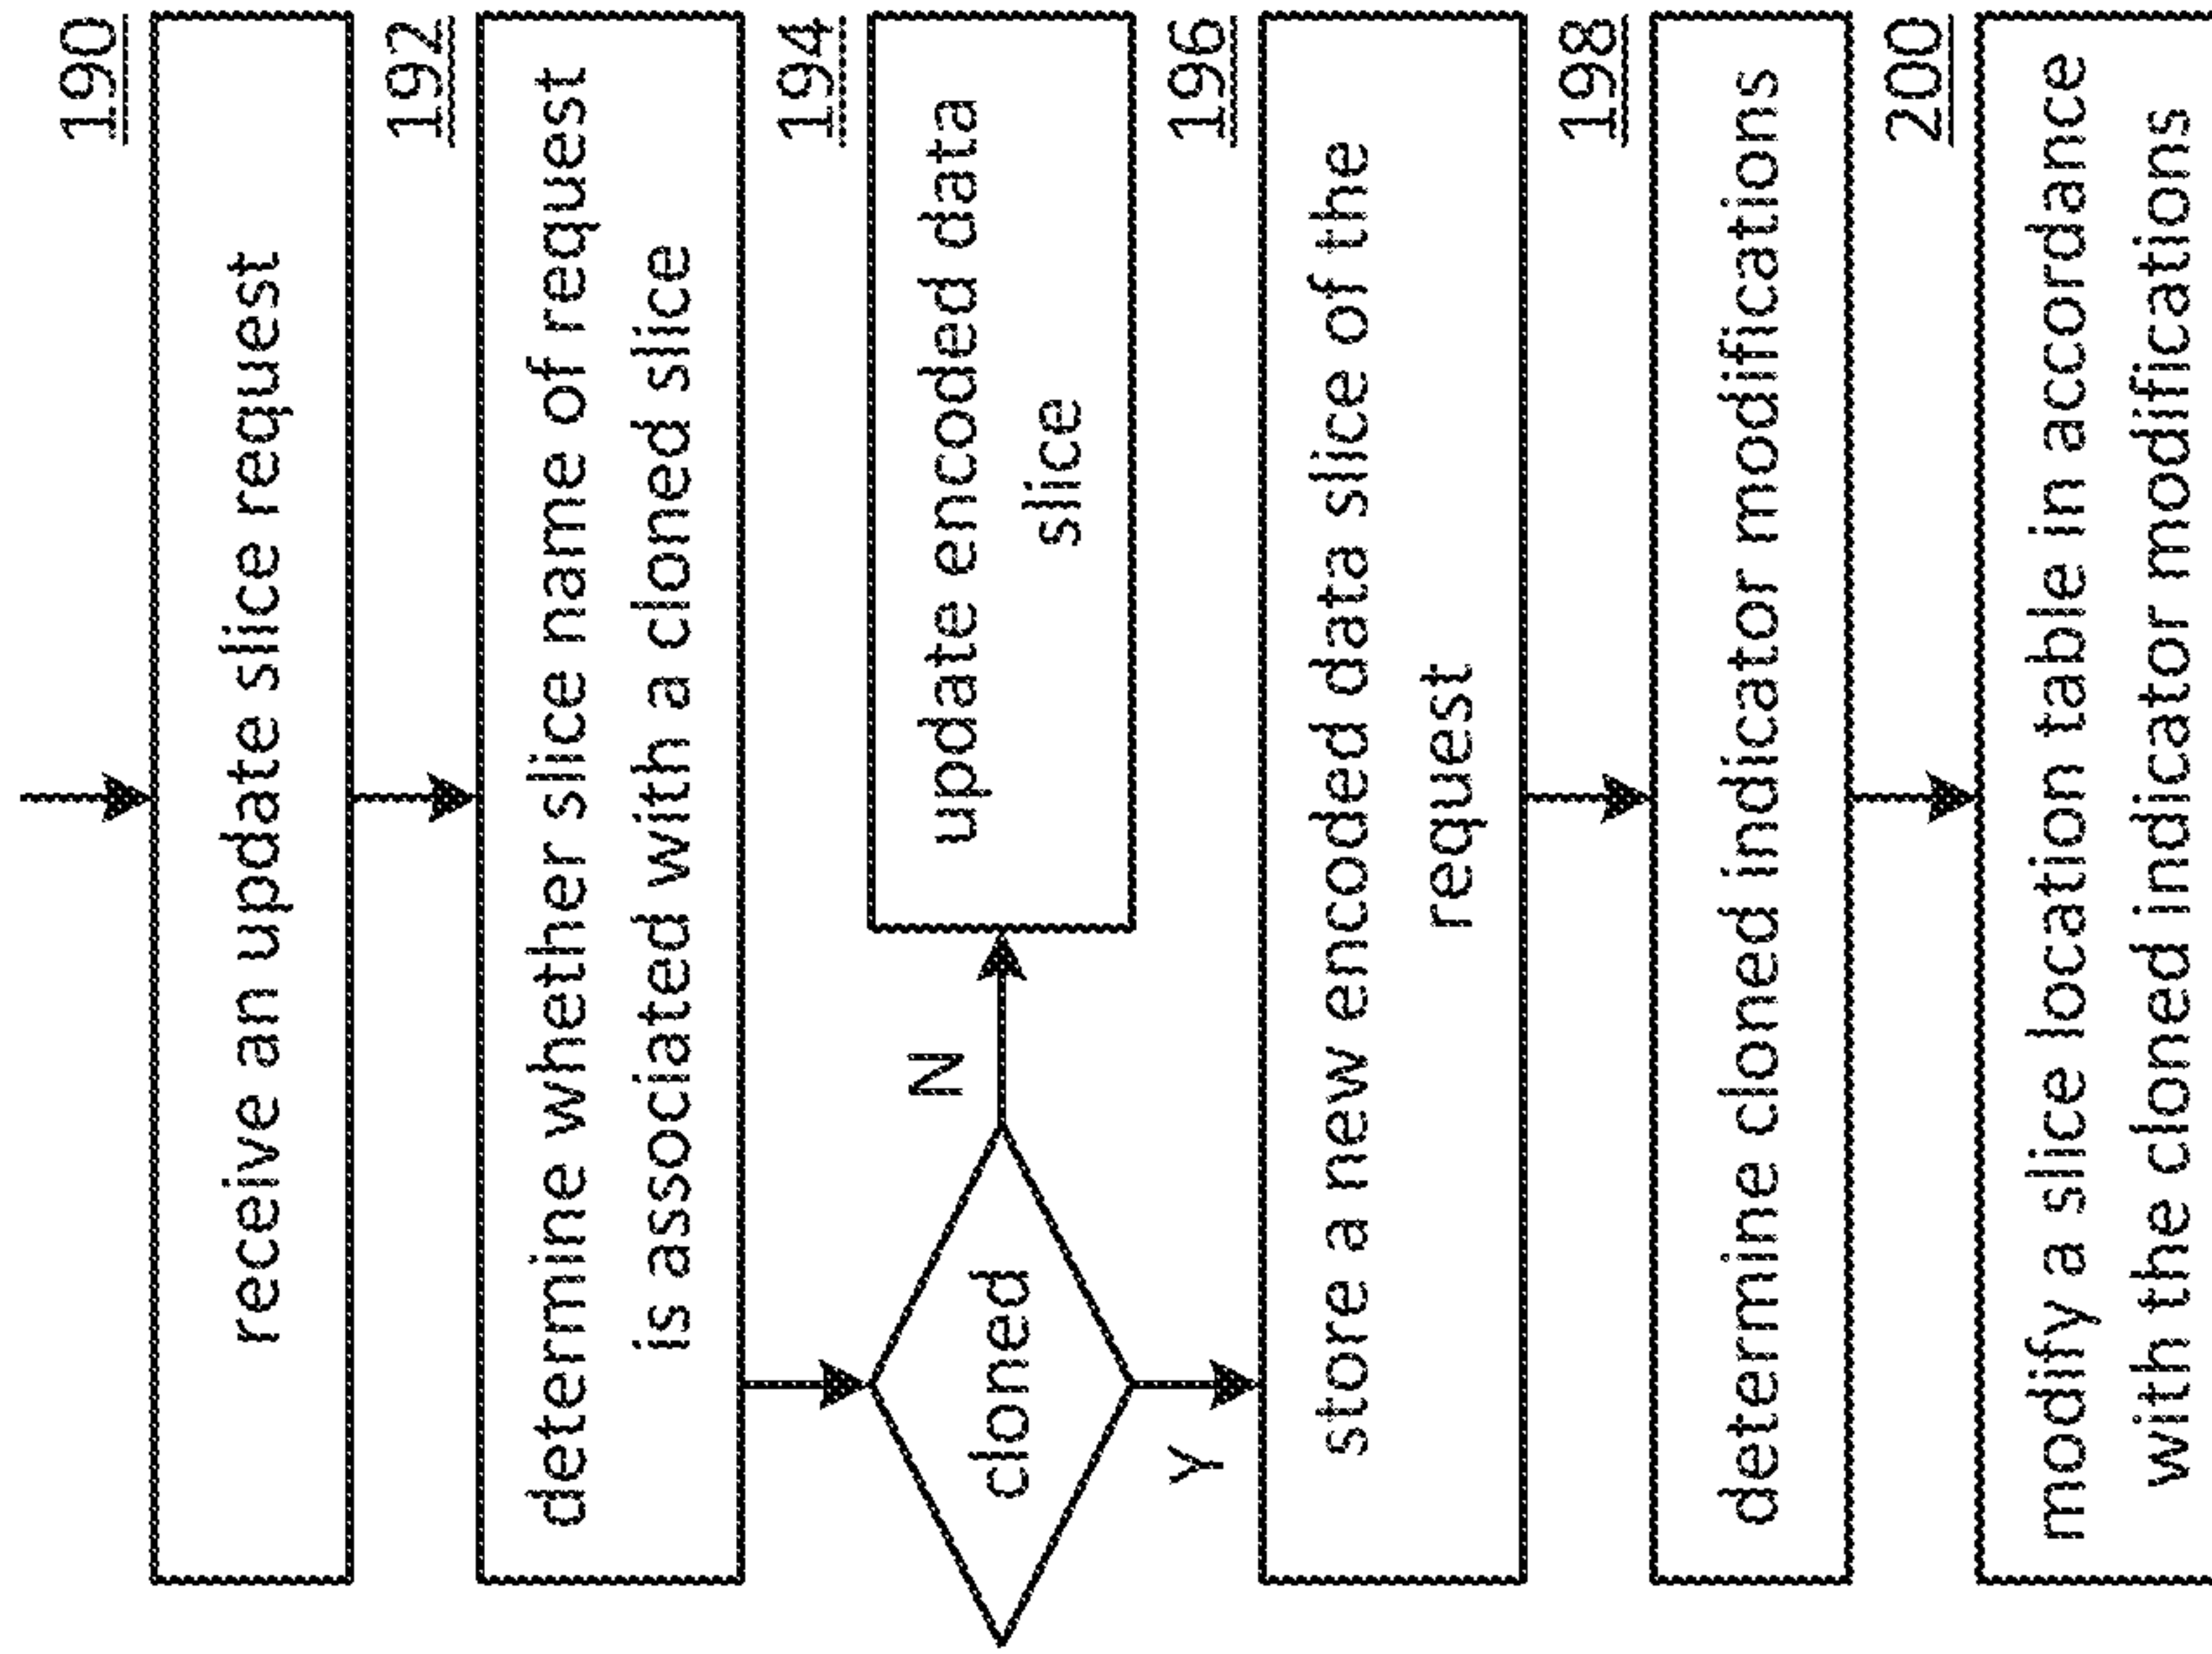 190
receive an update slice request
192
determine whether slice name of request
is associated with a cloned slice
cloned
N
194
update encoded data
slice
Y
196
store a new encoded data slice of the
request
198
determine cloned indicator modifications
200
modify a slice location table in accordance
with the cloned indicator modifications